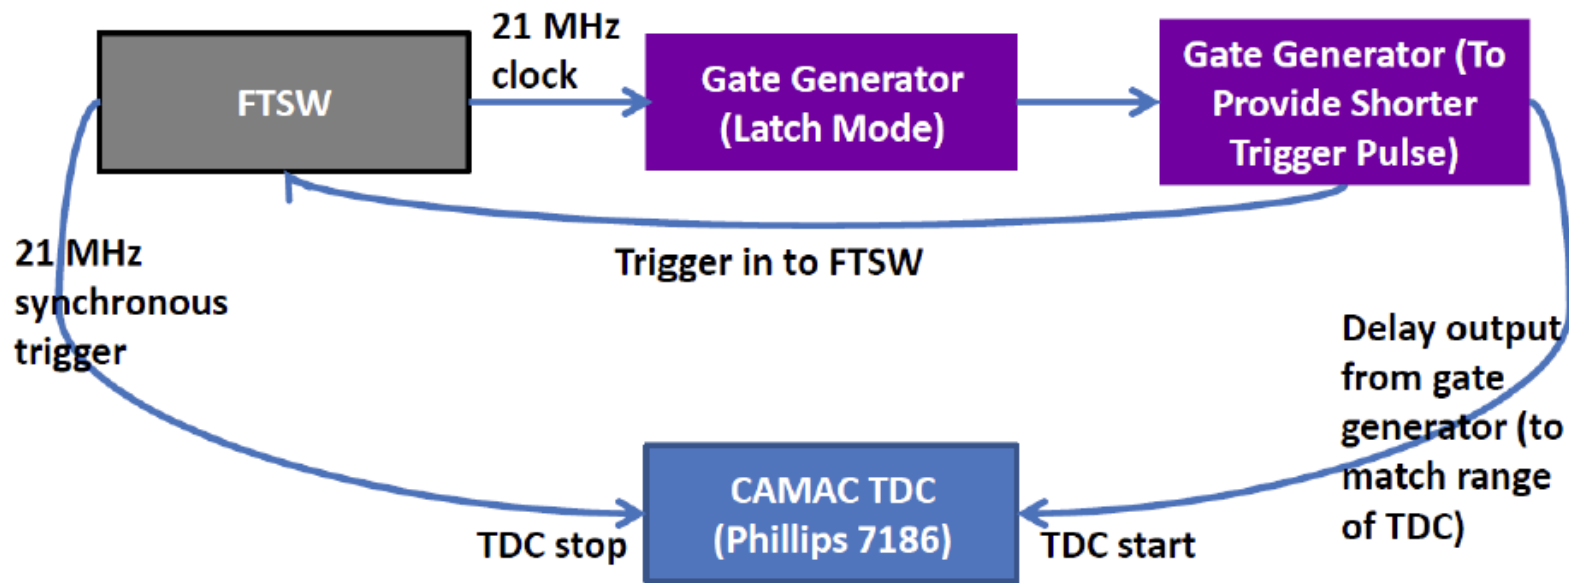 21 MHz
clock
FTSW
Gate Generator
(Latch Mode)
Gate Generator (To
Provide Shorter
Trigger Pulse)
Trigger in to FTSW
21 MHz
synchronous
trigger
Delay output
from gate
generator (to
match range
of TDC)
CAMAC TDC
(Phillips 7186)
TDC stop
TDC start